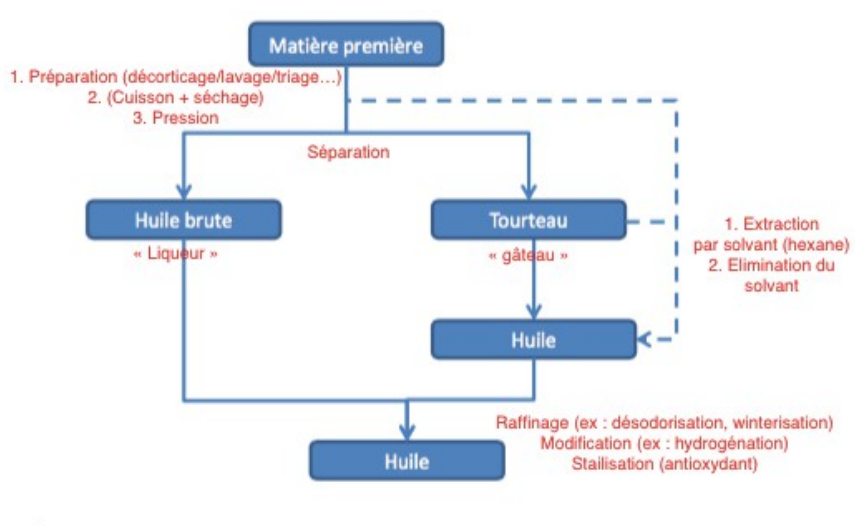 Matière première
1. Préparation (décorticage/lavage/triage...)
2. (Cuisson + séchage)
3. Pression
Séparation
Huile brute
Tourteau
« Liqueur »
« gâteau »
1. Extraction
par solvant (hexane)
2. Elimination du
solvant
Huile
Raffinage (ex : désodorisation, winterisation)
Modification (ex : hydrogénation)
Stailisation (antioxydant)
Huile